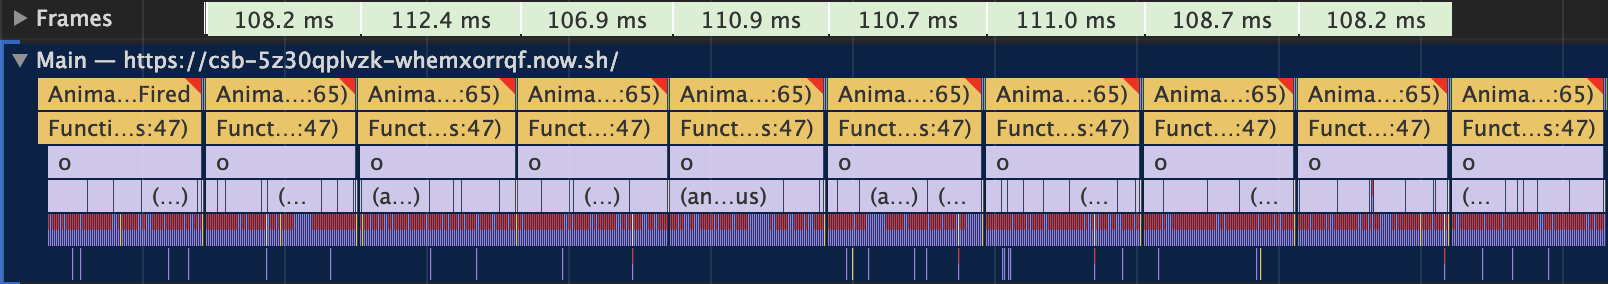 Frames 108.2 ms 112.4 ms 106.9 ms 110.9 ms 110.7 ms 111.0 ms 108.7 ms 108.2 ms
Main — https://csb-5z30qplvzk-whemxorrqf.now.sh/
Anima...Fired Anima...:65) Anima...:65) Anima...:65) Anima...:65) Anima...:65) Anima...:65) Anima...:65) Anima...:65) Anima...:65)
Functi...s:47) Funct...:47) Funct...s:47) Funct...:47) Funct...s:47) Funct...s:47) Funct...s:47) Funct...:47) Funct...:47) Funct...s:47)
o o o o o o o o o
(...) (... (a...) (...) (an...us) (a...) (... (... (... (...